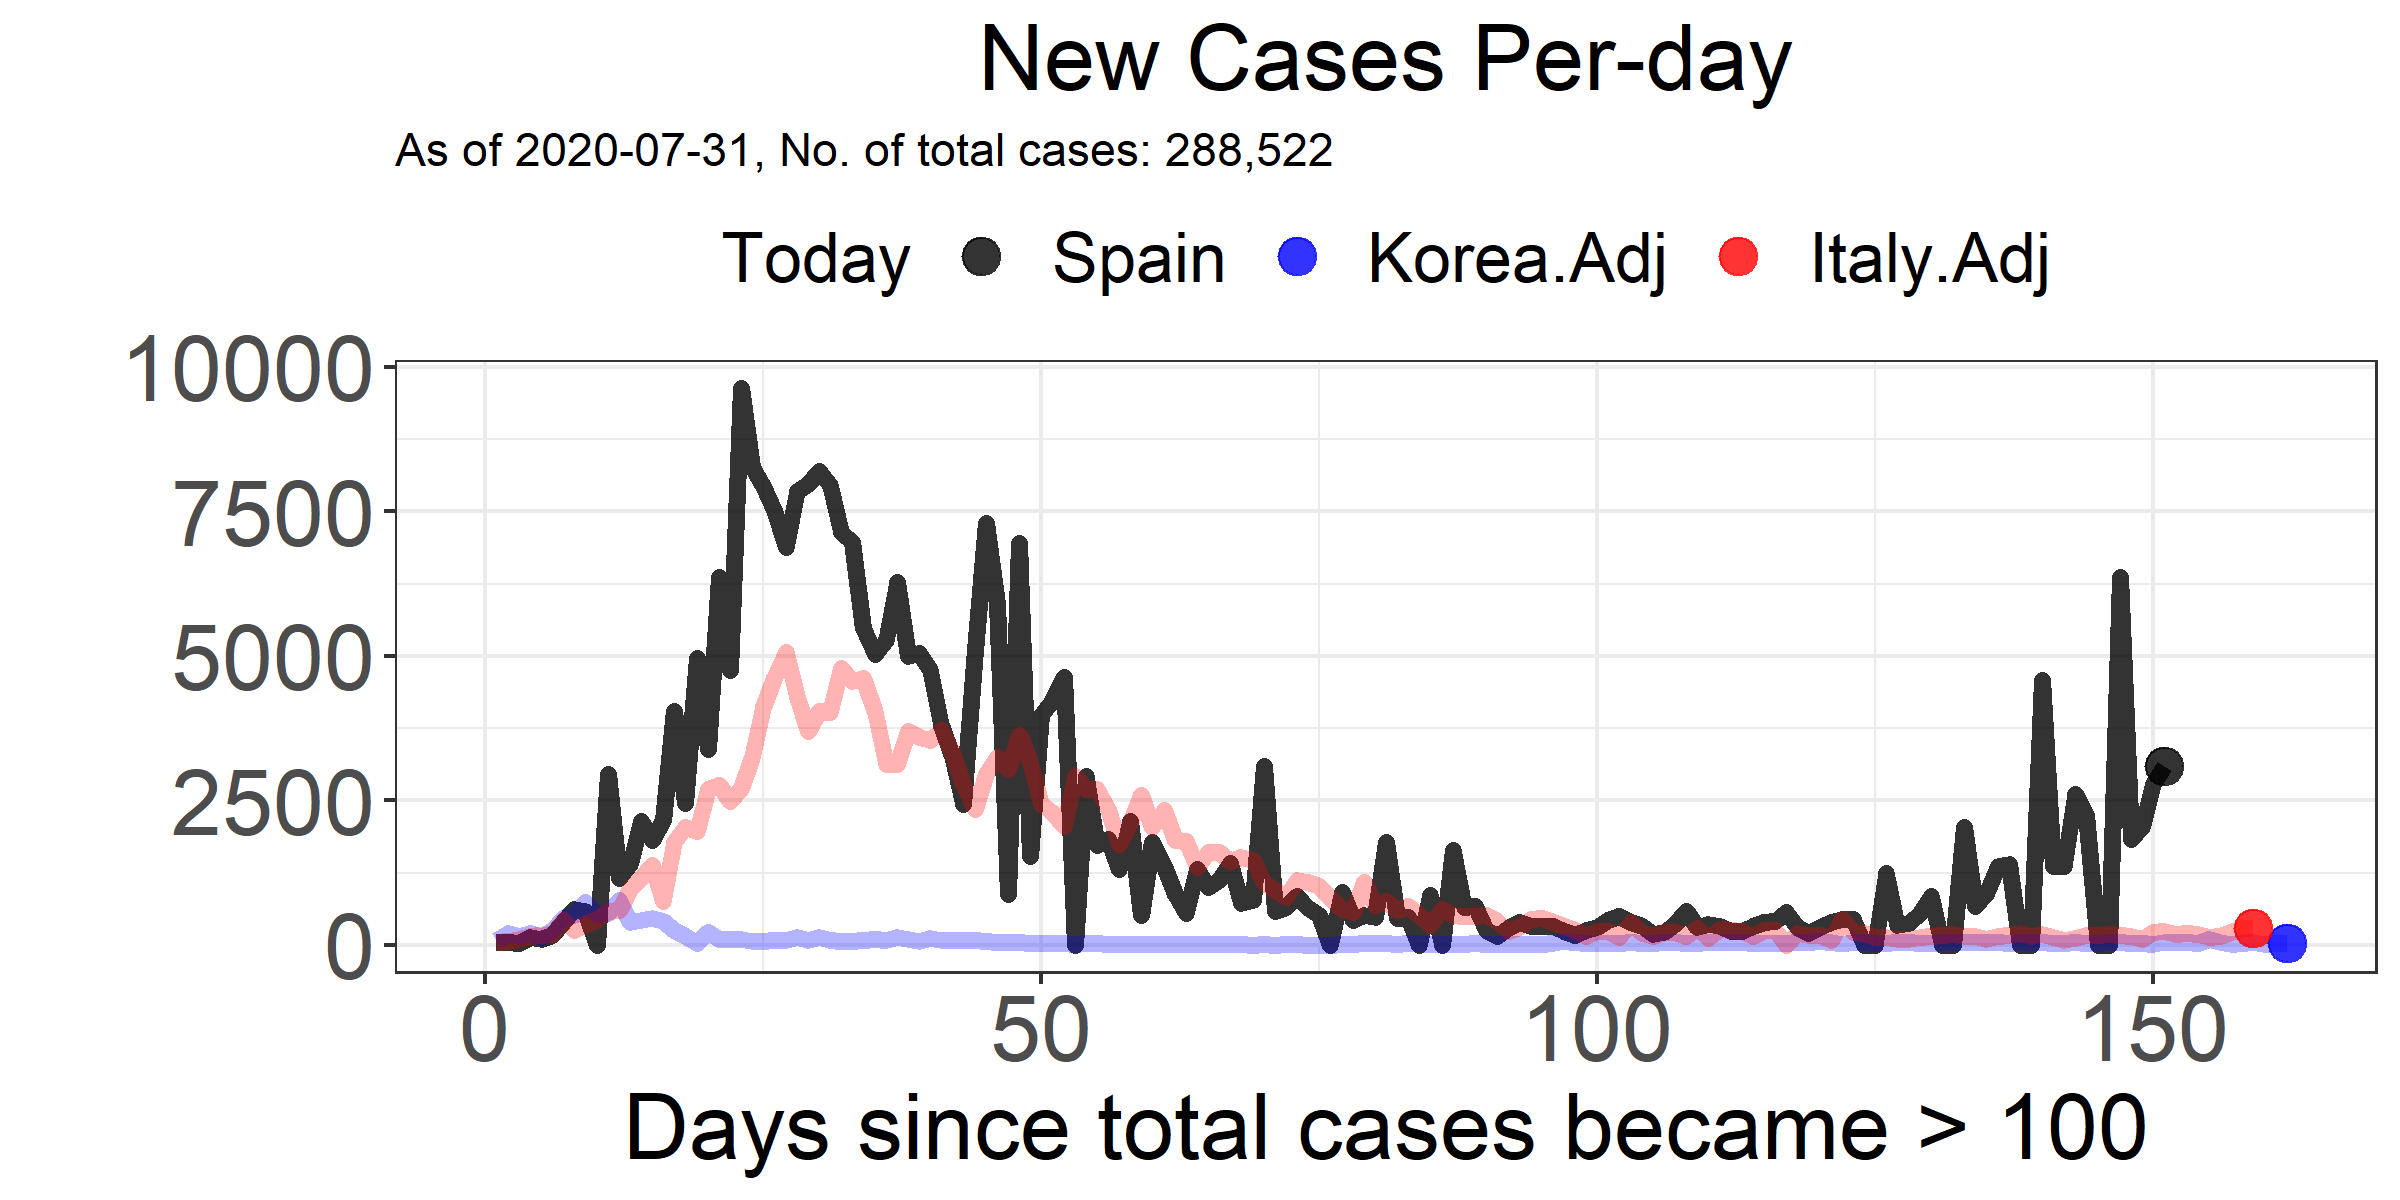 New Cases Per-day
As of 2020-07-31, No. of total cases: 288,522
Today Spain Korea.Adj Italy.Adj
10000
7500
5000
2500
0
0 50 100 150
Days since total cases became > 100